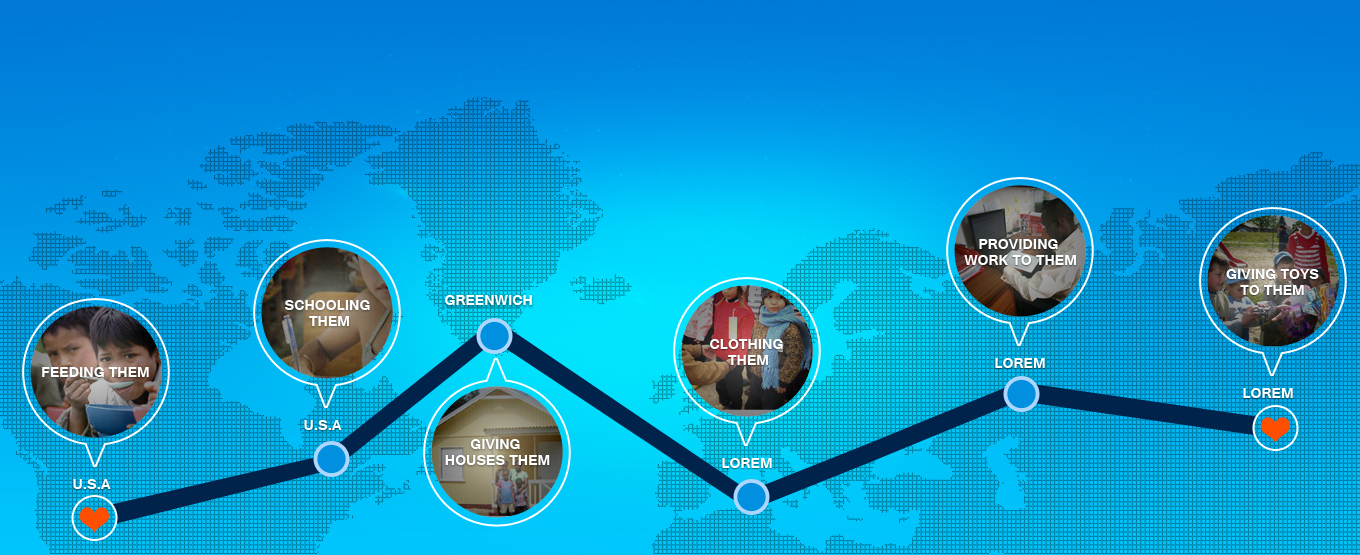 FEEDING THEM
U.S.A
SCHOOLING
THEM
U.S.A
GREENWICH
GIVING
HOUSES THEM
CLOTHING
THEM
LOREM
PROVIDING
WORK TO THEM
LOREM
GIVING TOYS
TO THEM
LOREM